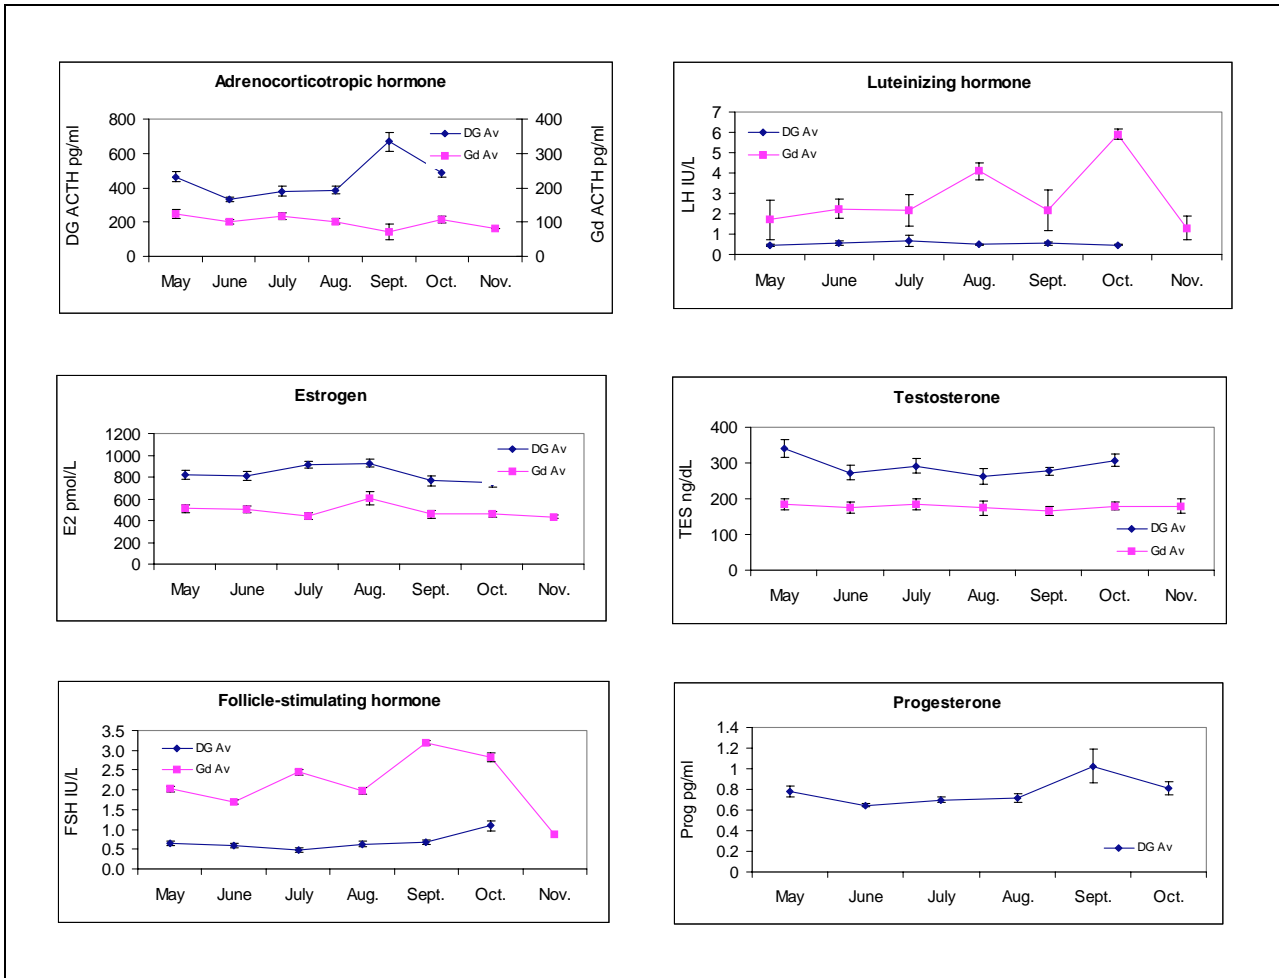 Adrenocorticotropic hormone
DG ACTH pg/ml
800
600
400
200
0
400
300
200
100
0
Gd ACTH pg/ml
DG Av
Gd Av
May June July Aug. Sept. Oct. Nov.
Luteinizing hormone
LH IU/L
7
6
5
4
3
2
1
0
DG Av
Gd Av
May June July Aug. Sept. Oct. Nov.
Estrogen
E2 pmol/L
1200
1000
800
600
400
200
0
DG Av
Gd Av
May June July Aug. Sept. Oct. Nov.
Testosterone
TES ng/dL
400
300
200
100
0
DG Av
Gd Av
May June July Aug. Sept. Oct. Nov.
Follicle-stimulating hormone
FSH IU/L
3.5
3.0
2.5
2.0
1.5
1.0
0.5
0.0
DG Av
Gd Av
May June July Aug. Sept. Oct. Nov.
Progesterone
Prog pg/ml
1.4
1.2
1
0.8
0.6
0.4
0.2
0
DG Av
May June July Aug. Sept. Oct.